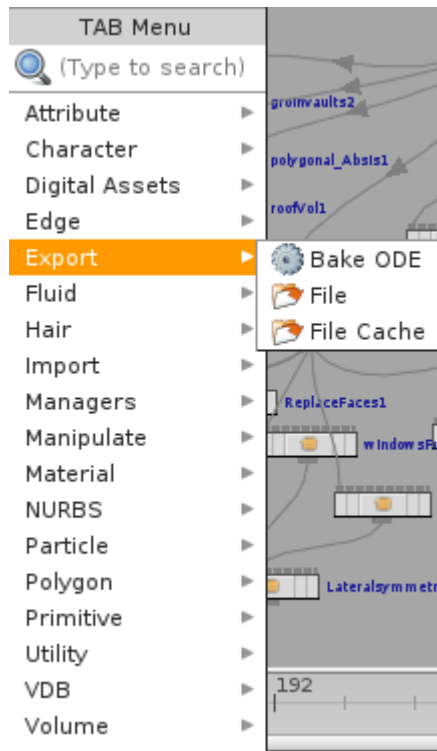 TAB Menu
(Type to search)
Attribute
Character
Digital Assets
Edge
Export
Fluid
Hair
Import
Managers
Manipulate
Material
NURBS
Particle
Polygon
Primitive
Utility
VDB
Volume
Bake ODE
File
File Cache
groinvaults2
polygonal_AbsIs1
roofVol1
ReplaceFaces1
windowsF
Lateralsymmetr
192